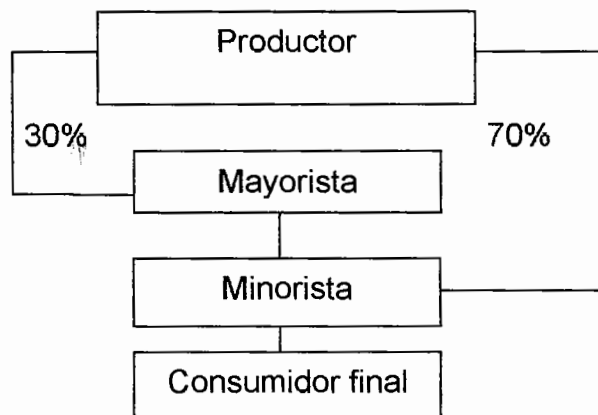 Productor
30%
70%
Mayorista
Minorista
Consumidor final